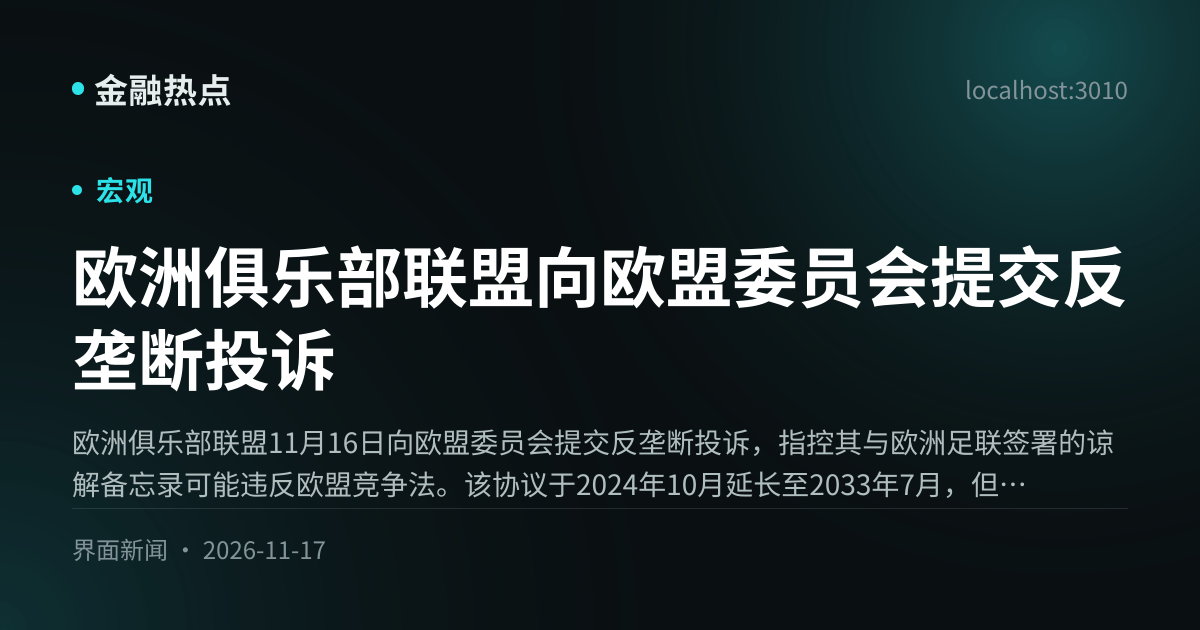 金融热点
localhost:3010
宏观
欧洲俱乐部联盟向欧盟委员会提交反
垄断投诉
欧洲俱乐部联盟11月16日向欧盟委员会提交反垄断投诉，指控其与欧洲足联签署的谅
解备忘录可能违反欧盟竞争法。该协议于2024年10月延长至2033年7月，但…
界面新闻 • 2026-11-17